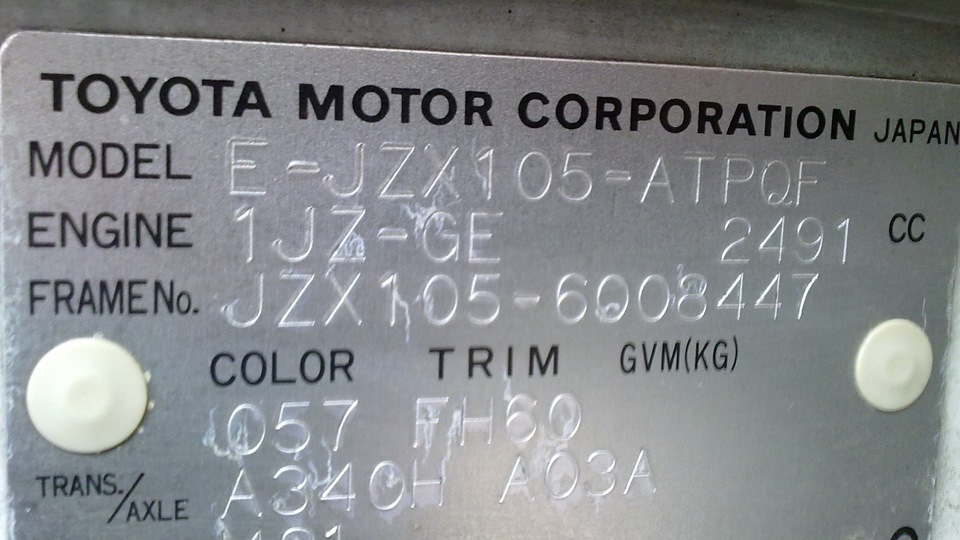 TOYOTA MOTOR CORPORATION JAPAN
MODEL E-JZX105-ATPQF
ENGINE 1JZ-GE 2491 CC
FRAME No. JZX105-6008447
COLOR TRIM GVM(KG)
057 FH60
TRANS./AXLE A340H A03A